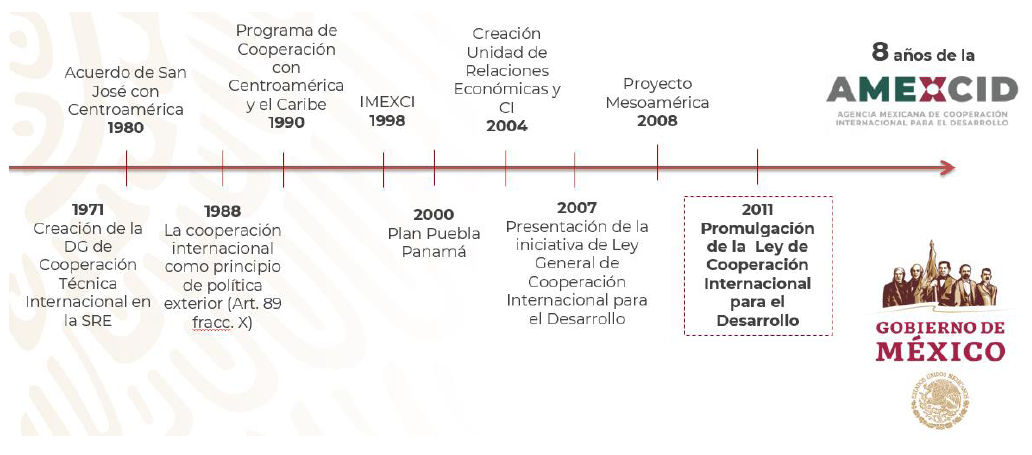 Acuerdo de San
José con
Centroamérica
1980
Programa de
Cooperación
con
Centroamérica
y el Caribe
1990
IMEXCI
1998
Creación
Unidad de
Relaciones
Económicas y
CI
2004
Proyecto
Mesoamérica
2008
8 años de la
AMEXCID
AGENCIA MEXICANA DE COOPERACIÓN
INTERNACIONAL PARA EL DESARROLLO
1971
Creación de la
DG de
Cooperación
Técnica
Internacional en
la SRE
1988
La cooperación
internacional
como principio
de política
exterior (Art. 89
fracc. X)
2000
Plan Puebla
Panamá
2007
Presentación de la
iniciativa de Ley
General de
Cooperación
Internacional para
el Desarrollo
2011
Promulgación
de la Ley de
Cooperación
Internacional
para el
Desarrollo
GOBIERNO DE
MÉXICO
ESTADOS UNIDOS MEXICANOS